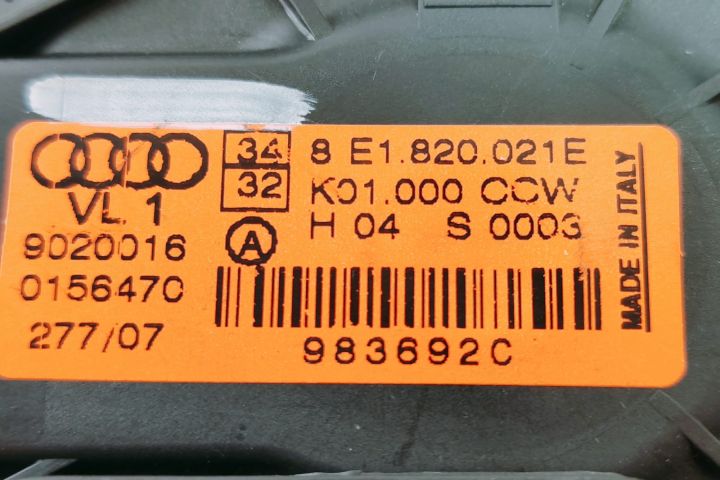 34 8 E1.820.021E
32 K01.000 CCW
VL 1 H 04 S 0003
9020016 A
0156470
277/07
983692C
MADE IN ITALY